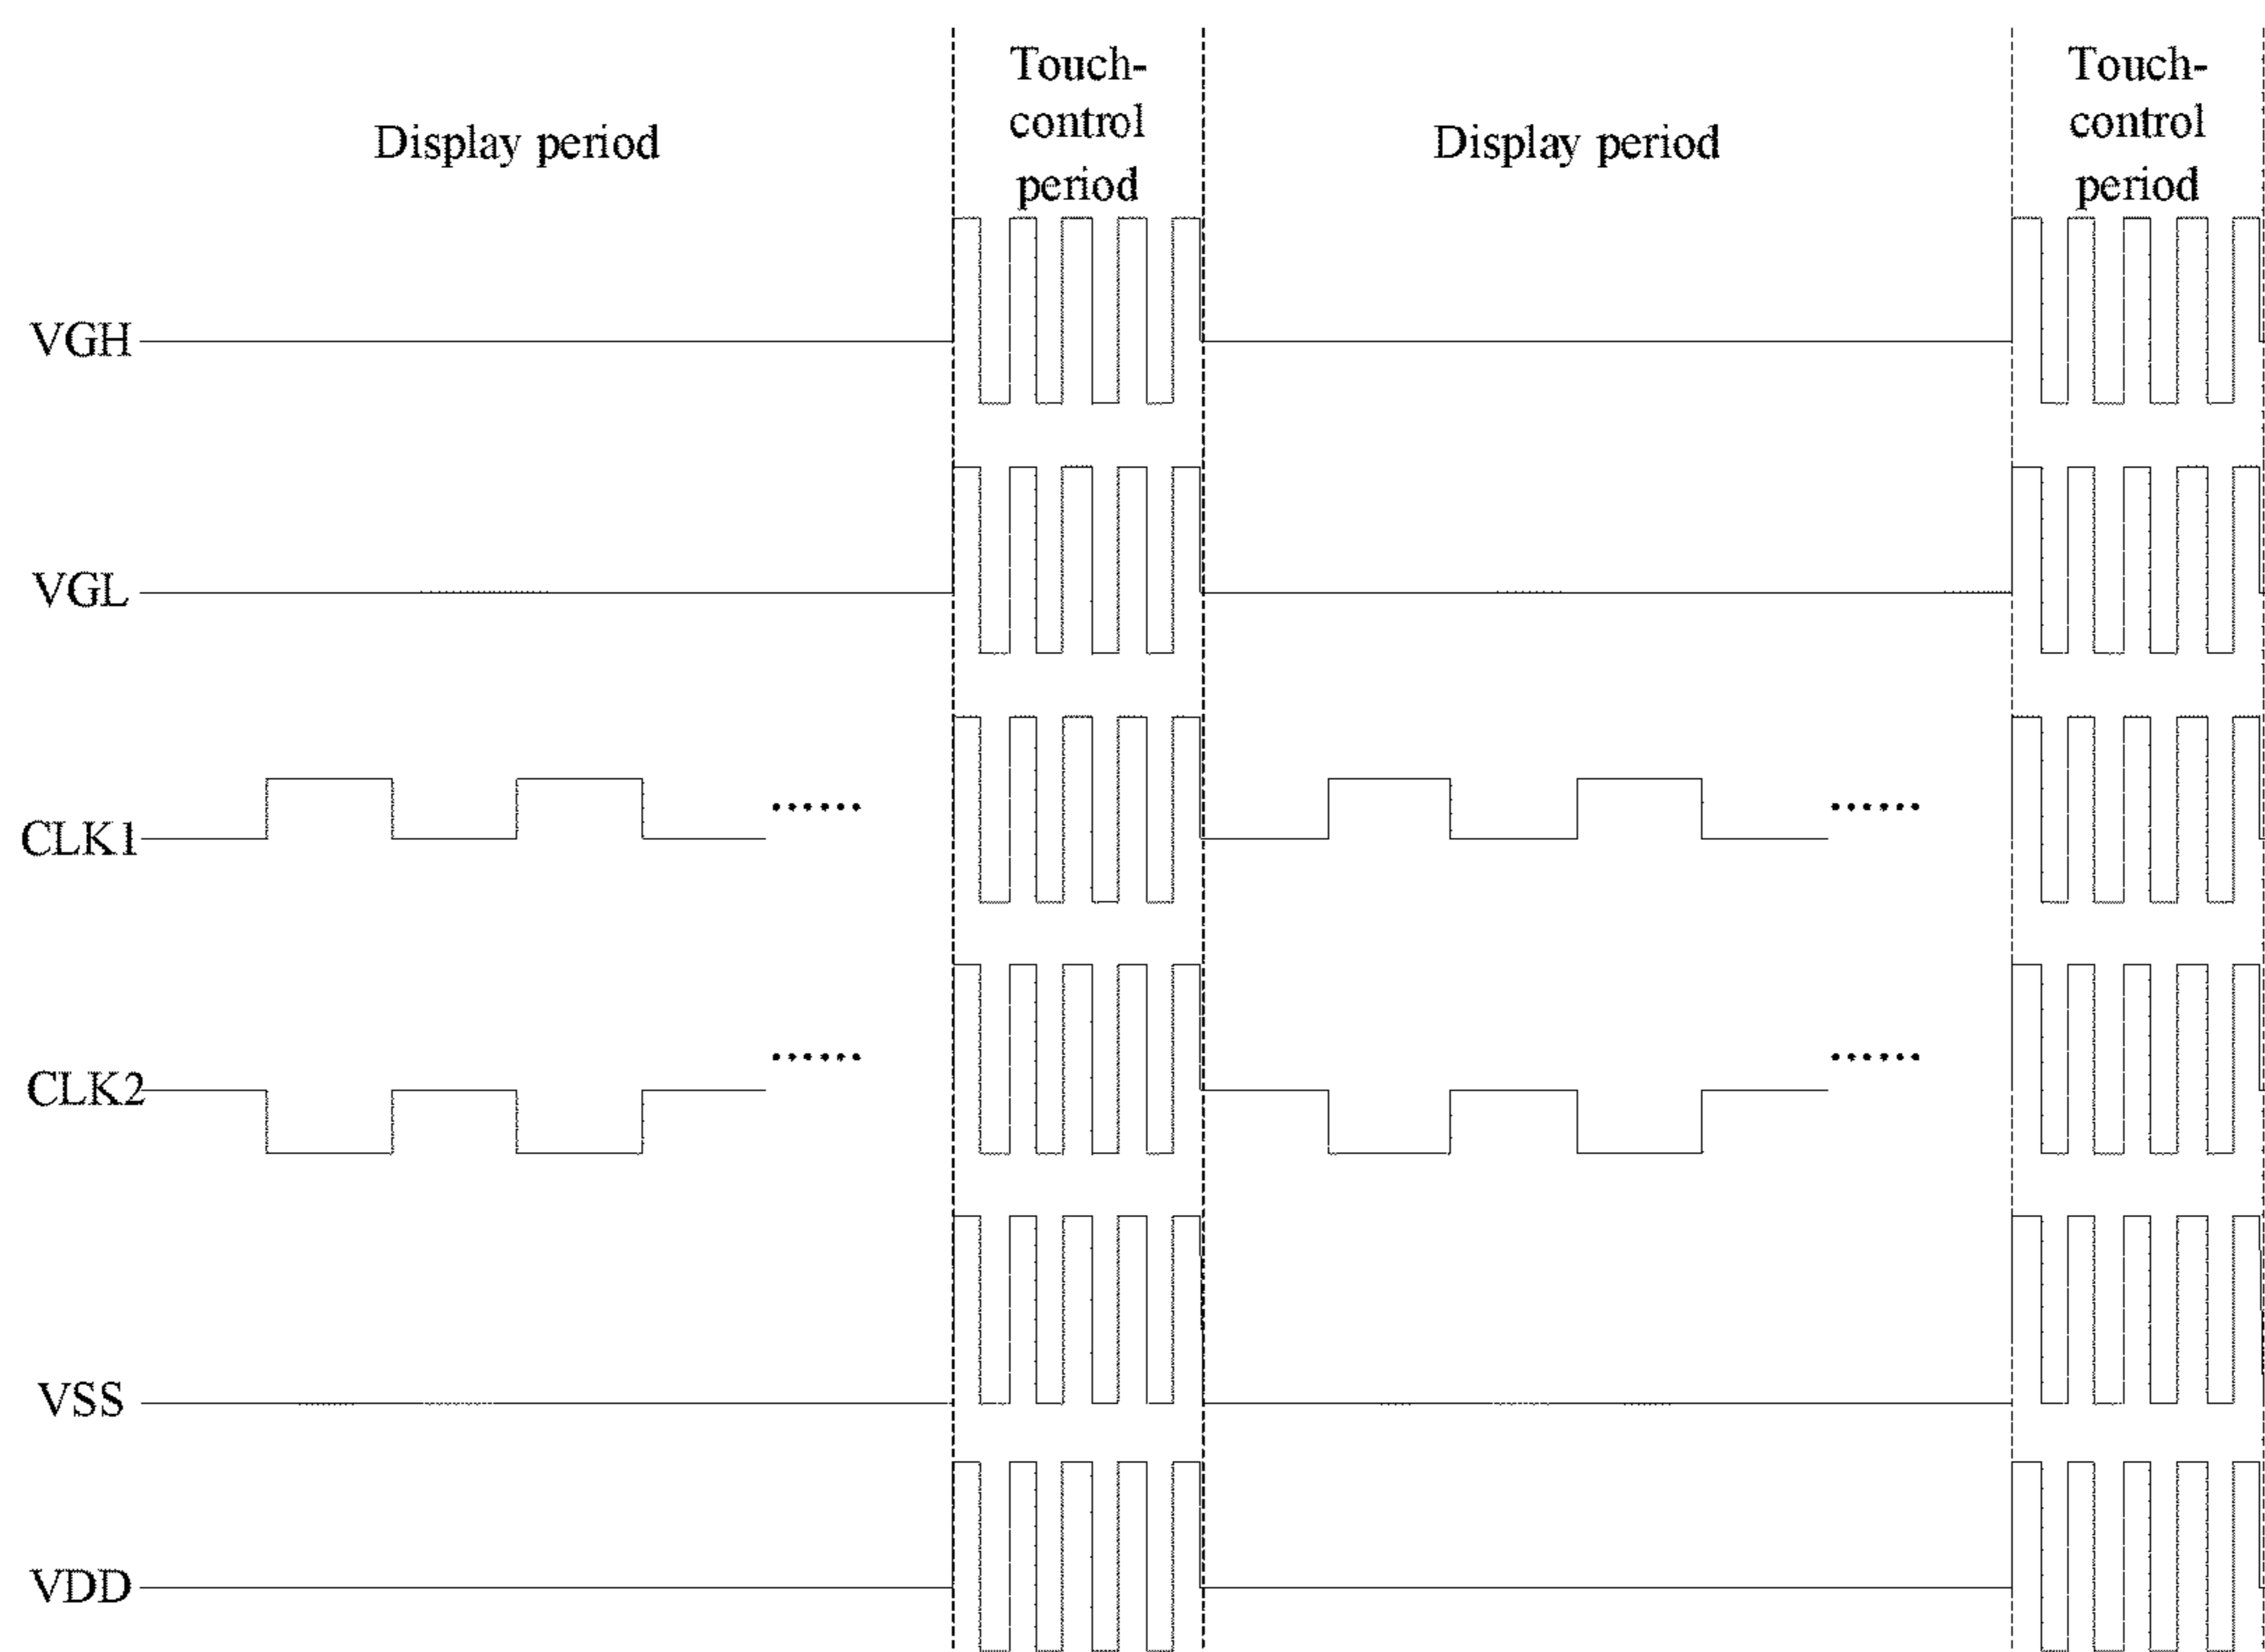 Display period
Touch-
control
period
Display period
Touch-
control
period
VGH
VGL
CLK1
CLK2
VSS
VDD